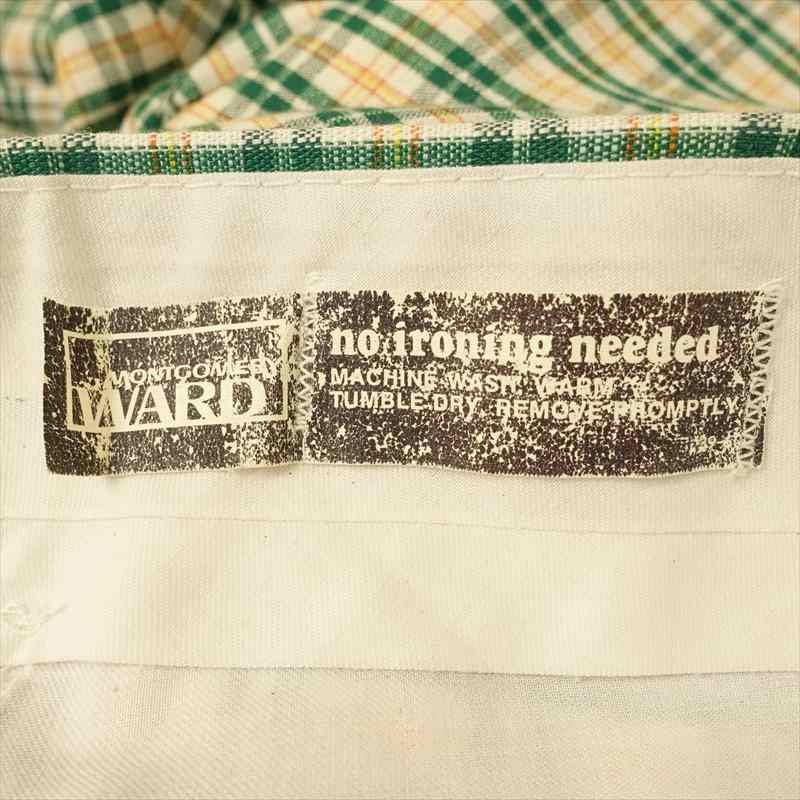 MONTGOMERY
WARD
no ironing needed
MACHINE WASH WARM
TUMBLE DRY REMOVE PROMPTLY